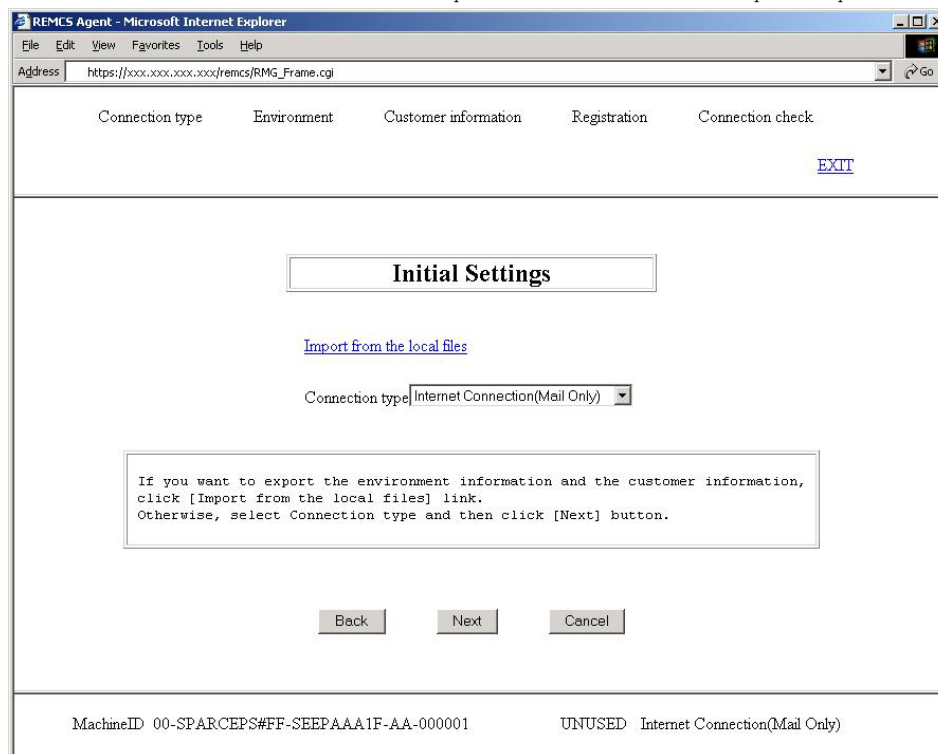 REMCS Agent - Microsoft Internet Explorer
File Edit View Favorites Tools Help
Address https://xxx.xxx.xxx.xxx/remcs/RMG_Frame.cgi Go
Connection type Environment Customer information Registration Connection check
EXIT
Initial Settings
Import from the local files
Connection type Internet Connection(Mail Only)
If you want to export the environment information and the customer information,
click [Import from the local files] link.
Otherwise, select Connection type and then click [Next] button.
Back Next Cancel
MachineID 00-SPARCEPS#FF-SEEPAAA1F-AA-000001 UNUSED Internet Connection(Mail Only)